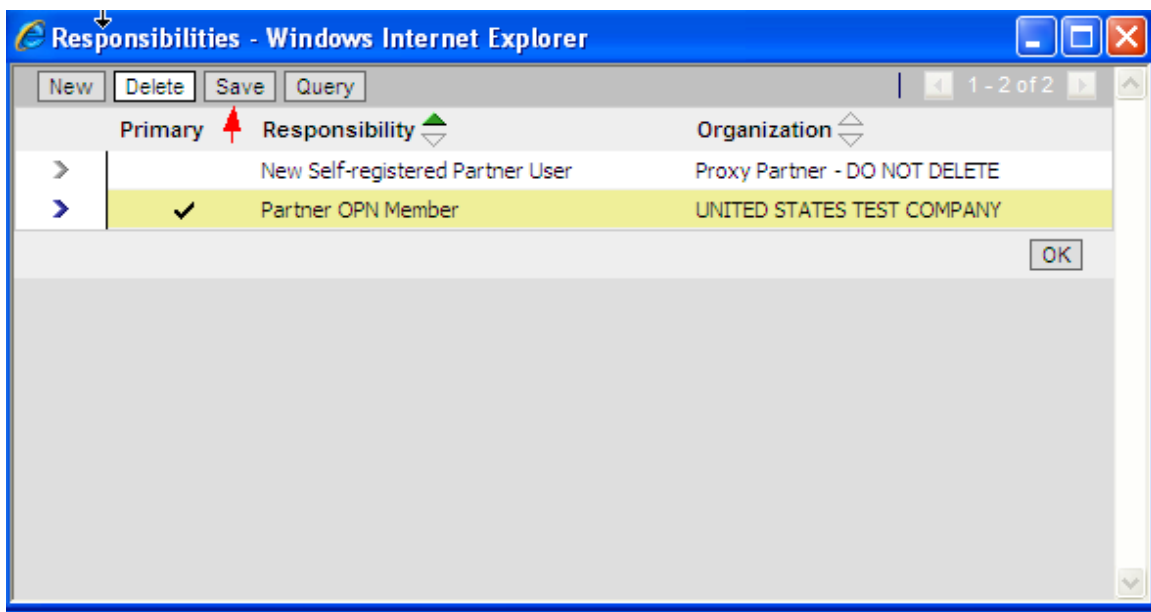 Responsibilities - Windows Internet Explorer
New Delete Save Query 1 - 2 of 2
Primary Responsibility Organization
New Self-registered Partner User Proxy Partner - DO NOT DELETE
Partner OPN Member UNITED STATES TEST COMPANY
OK